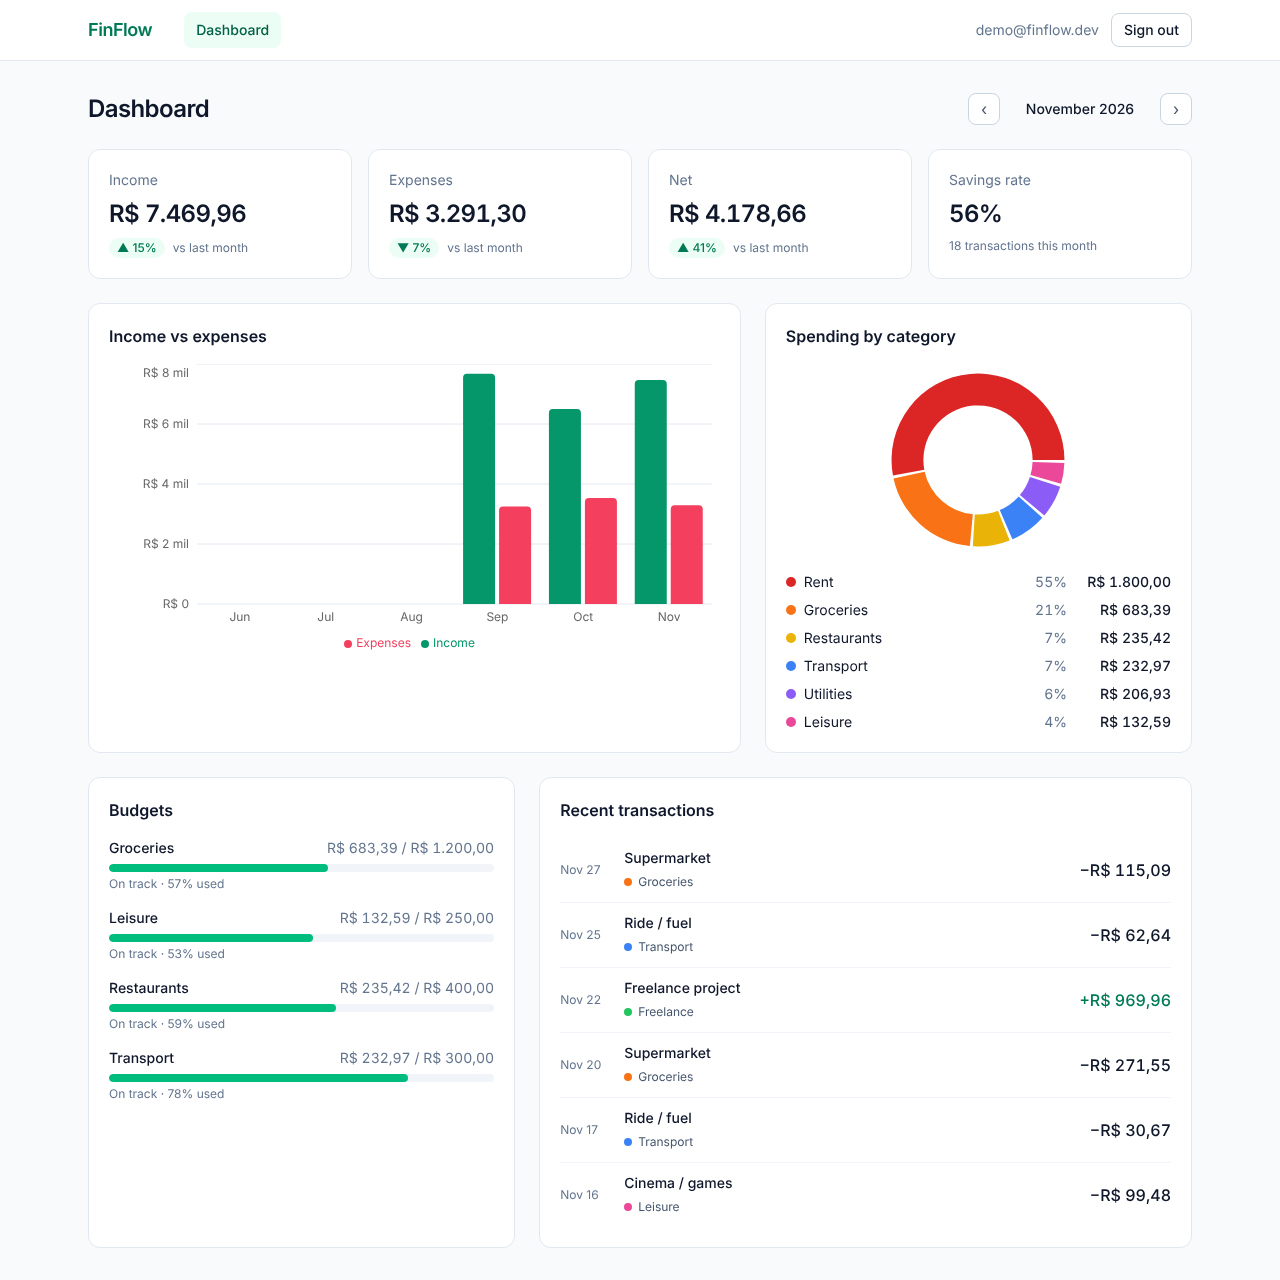 FinFlow
Dashboard
demo@finflow.dev
Sign out
Dashboard
‹
November 2026
›
Income
R$ 7.469,96
▲ 15% vs last month
Expenses
R$ 3.291,30
▼ 7% vs last month
Net
R$ 4.178,66
▲ 41% vs last month
Savings rate
56%
18 transactions this month
Income vs expenses
R$ 8 mil
R$ 6 mil
R$ 4 mil
R$ 2 mil
R$ 0
Jun Jul Aug Sep Oct Nov
Expenses Income
Spending by category
Rent 55% R$ 1.800,00
Groceries 21% R$ 683,39
Restaurants 7% R$ 235,42
Transport 7% R$ 232,97
Utilities 6% R$ 206,93
Leisure 4% R$ 132,59
Budgets
Groceries R$ 683,39 / R$ 1.200,00
On track · 57% used
Leisure R$ 132,59 / R$ 250,00
On track · 53% used
Restaurants R$ 235,42 / R$ 400,00
On track · 59% used
Transport R$ 232,97 / R$ 300,00
On track · 78% used
Recent transactions
Supermarket
Nov 27 −R$ 115,09
Groceries
Ride / fuel
Nov 25 −R$ 62,64
Transport
Freelance project
Nov 22 +R$ 969,96
Freelance
Supermarket
Nov 20 −R$ 271,55
Groceries
Ride / fuel
Nov 17 −R$ 30,67
Transport
Cinema / games
Nov 16 −R$ 99,48
Leisure